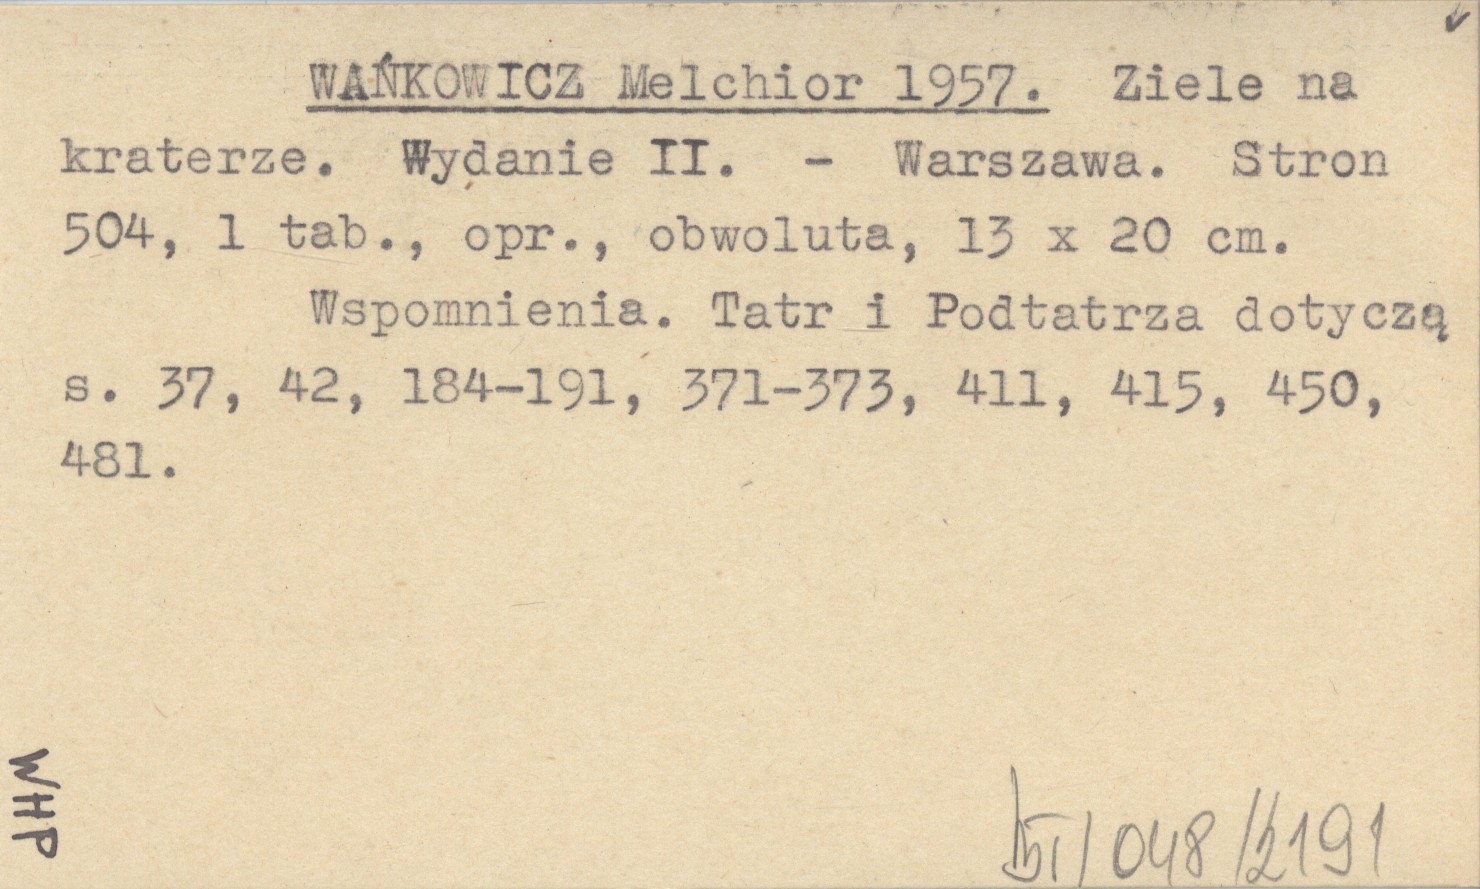 WAŃKOWICZ Melchior 1957. Ziele na
kraterze. Wydanie II. - Warszawa. Stron
504, 1 tab., opr., obwoluta, 13 x 20 cm.
Wspomnienia. Tatr i Podtatrza dotyczą
s. 37, 42, 184-191, 371-373, 411, 415, 450,
481.
WHP
/048/2191